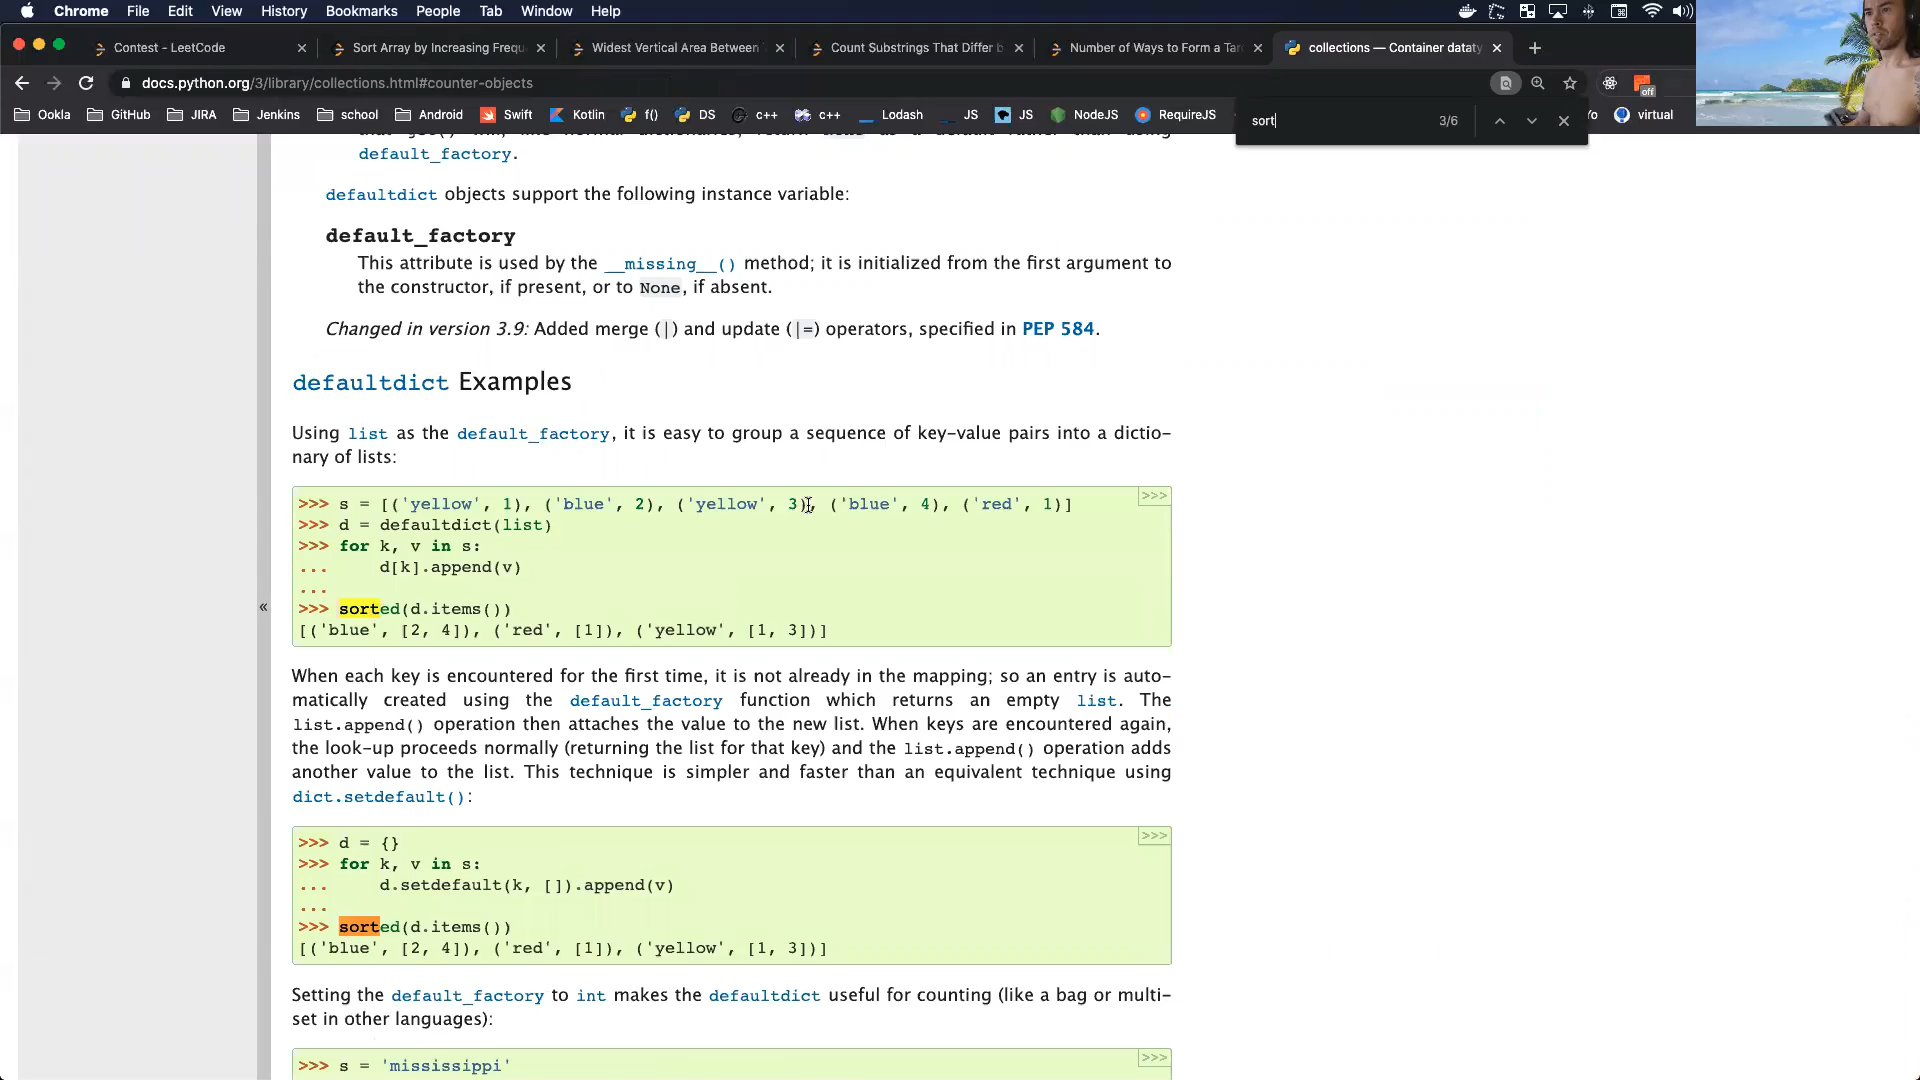 Chrome File Edit View History Bookmarks People Tab Window Help
Contest - LeetCode
Sort Array by Increasing Frequ
Widest Vertical Area Between
Count Substrings That Differ b
Number of Ways to Form a Tar
collections — Container dataty
docs.python.org/3/library/collections.html#counter-objects
off
Ookla GitHub JIRA Jenkins school Android Swift Kotlin f() DS c++ c++ Lodash JS JS NodeJS RequireJS Yo virtual
sort 3/6
default_factory.
defaultdict objects support the following instance variable:
default_factory
This attribute is used by the __missing__() method; it is initialized from the first argument to
the constructor, if present, or to None, if absent.
Changed in version 3.9: Added merge (|) and update (|=) operators, specified in PEP 584.
defaultdict Examples
Using list as the default_factory, it is easy to group a sequence of key-value pairs into a dictio-
nary of lists:
>>>
>>> s = [('yellow', 1), ('blue', 2), ('yellow', 3), ('blue', 4), ('red', 1)]
>>> d = defaultdict(list)
>>> for k, v in s:
...     d[k].append(v)
...
>>> sorted(d.items())
[('blue', [2, 4]), ('red', [1]), ('yellow', [1, 3])]
«
When each key is encountered for the first time, it is not already in the mapping; so an entry is auto-
matically created using the default_factory function which returns an empty list. The
list.append() operation then attaches the value to the new list. When keys are encountered again,
the look-up proceeds normally (returning the list for that key) and the list.append() operation adds
another value to the list. This technique is simpler and faster than an equivalent technique using
dict.setdefault():
>>>
>>> d = {}
>>> for k, v in s:
...     d.setdefault(k, []).append(v)
...
>>> sorted(d.items())
[('blue', [2, 4]), ('red', [1]), ('yellow', [1, 3])]
Setting the default_factory to int makes the defaultdict useful for counting (like a bag or multi-
set in other languages):
>>>
>>> s = 'mississippi'